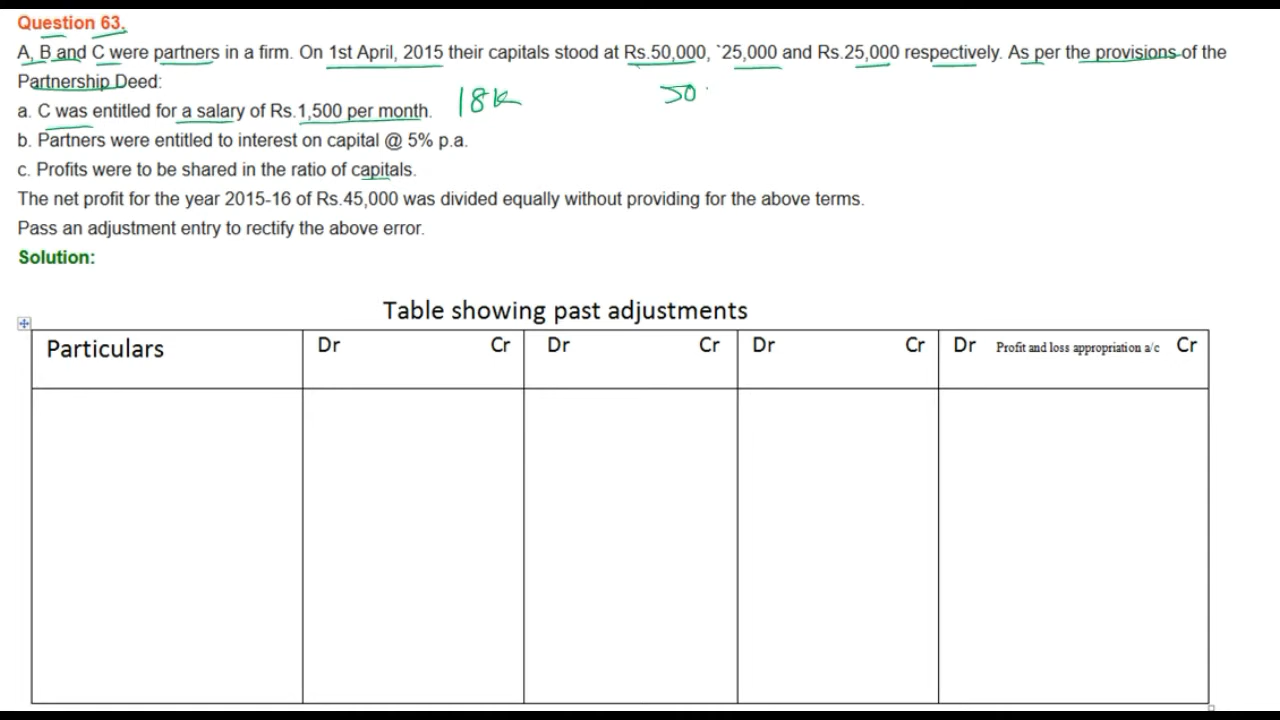 Question 63.
A, B and C were partners in a firm. On 1st April, 2015 their capitals stood at Rs.50,000, `25,000 and Rs.25,000 respectively. As per the provisions of the
Partnership Deed:
a. C was entitled for a salary of Rs.1,500 per month. 18k 50
b. Partners were entitled to interest on capital @ 5% p.a.
c. Profits were to be shared in the ratio of capitals.
The net profit for the year 2015-16 of Rs.45,000 was divided equally without providing for the above terms.
Pass an adjustment entry to rectify the above error.
Solution:
Table showing past adjustments
Particulars Dr Cr Dr Cr Dr Cr Dr Profit and loss appropriation a/c Cr